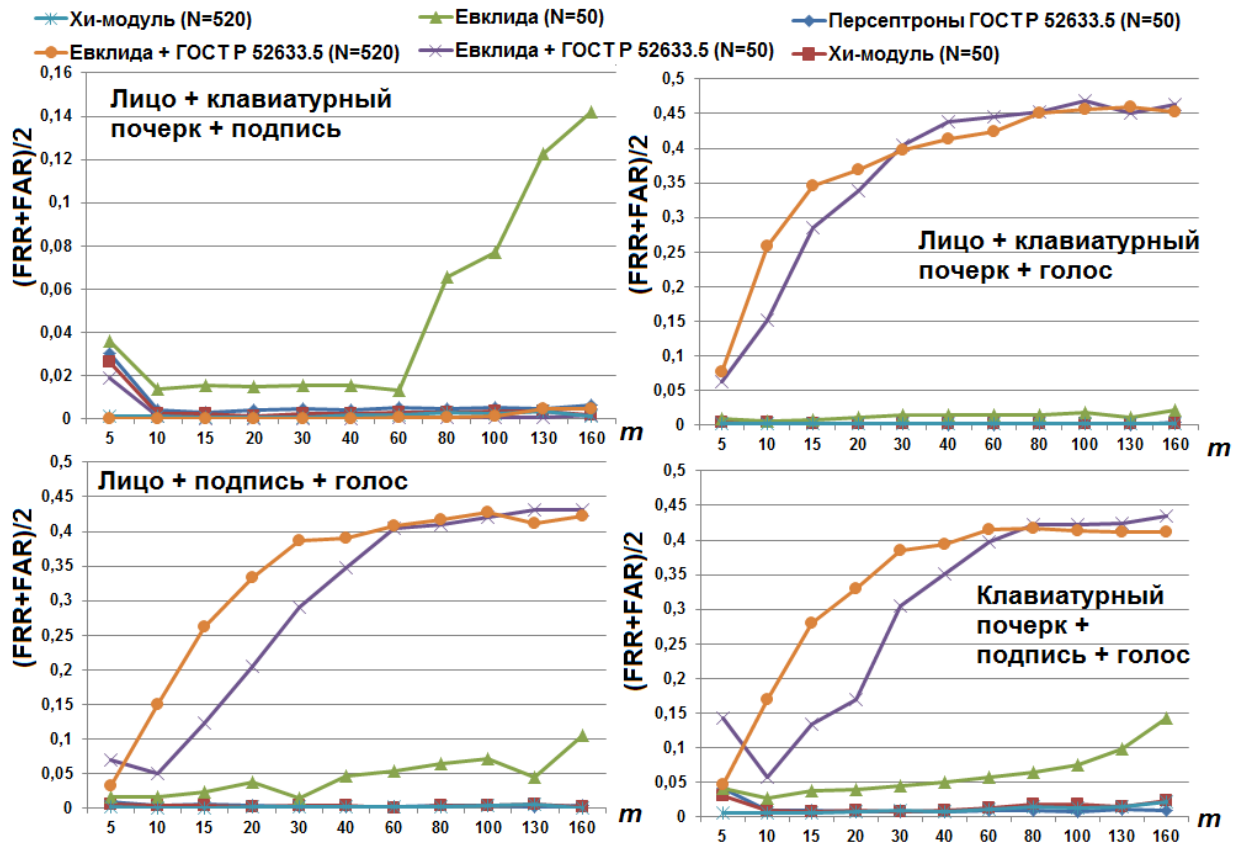 Хи-модуль (N=520)
Евклида (N=50)
Персептроны ГОСТ Р 52633.5 (N=50)
Евклида + ГОСТ Р 52633.5 (N=520)
Евклида + ГОСТ Р 52633.5 (N=50)
Хи-модуль (N=50)
(FRR+FAR)/2
0,16
0,14
0,12
0,1
0,08
0,06
0,04
0,02
0
Лицо + клавиатурный
почерк + подпись
5 10 15 20 30 40 60 80 100 130 160 m
(FRR+FAR)/2
0,5
0,45
0,4
0,35
0,3
0,25
0,2
0,15
0,1
0,05
0
Лицо + клавиатурный
почерк + голос
5 10 15 20 30 40 60 80 100 130 160 m
(FRR+FAR)/2
0,5
0,45
0,4
0,35
0,3
0,25
0,2
0,15
0,1
0,05
0
Лицо + подпись + голос
5 10 15 20 30 40 60 80 100 130 160 m
(FRR+FAR)/2
0,5
0,45
0,4
0,35
0,3
0,25
0,2
0,15
0,1
0,05
0
Клавиатурный
почерк +
подпись + голос
5 10 15 20 30 40 60 80 100 130 160 m